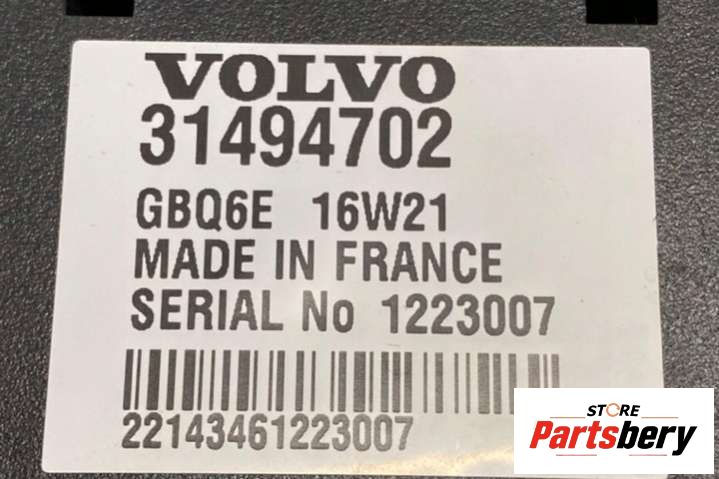 VOLVO
31494702
GBQ6E 16W21
MADE IN FRANCE
SERIAL No 1223007
22143461223007
STORE
Partsbery